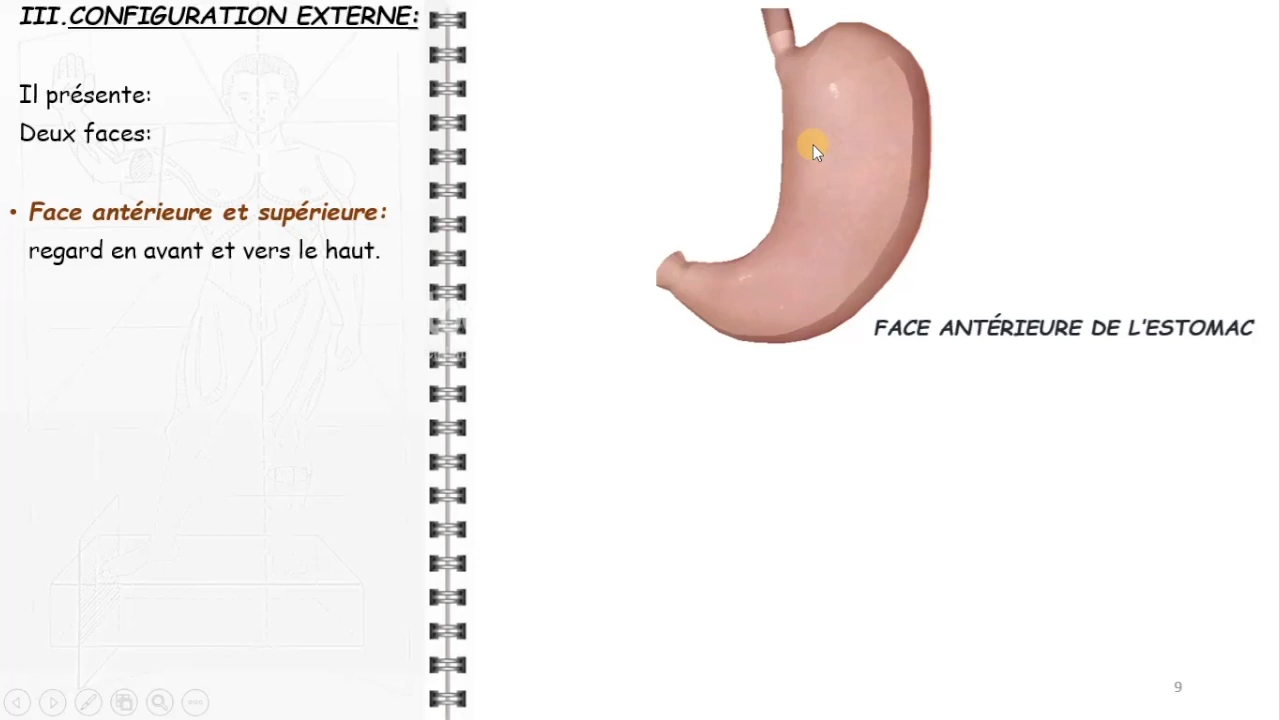 III.CONFIGURATION EXTERNE:
Il présente:
Deux faces:
• Face antérieure et supérieure:
regard en avant et vers le haut.
FACE ANTÉRIEURE DE L'ESTOMAC
9